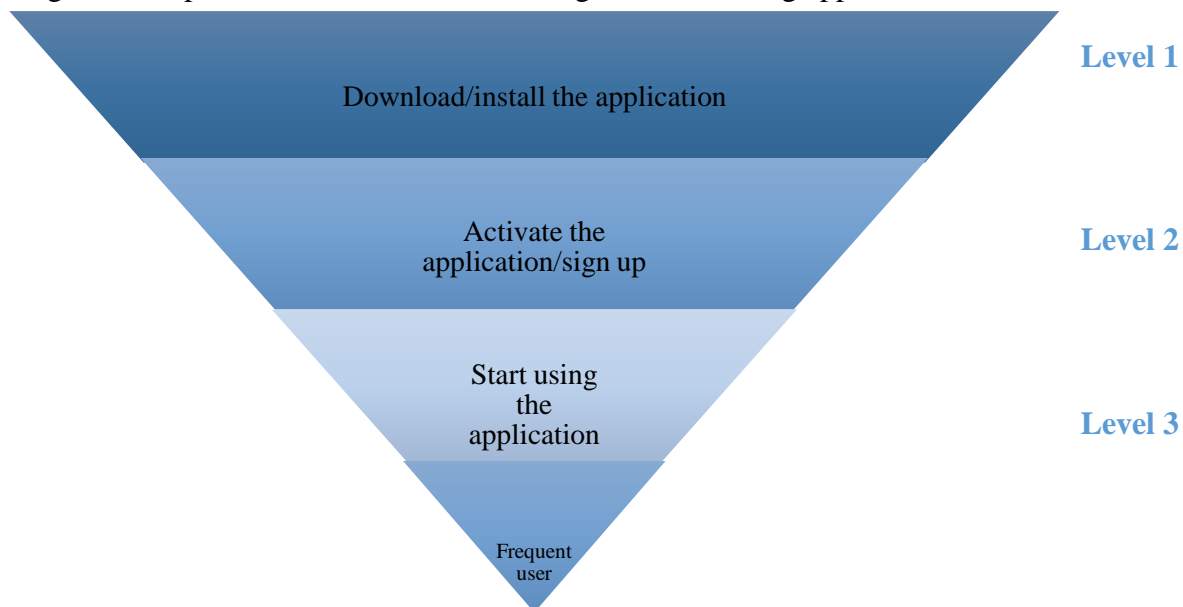 Level 1
Download/install the application
Activate the
application/sign up
Level 2
Start using
the
application
Level 3
Frequent
user